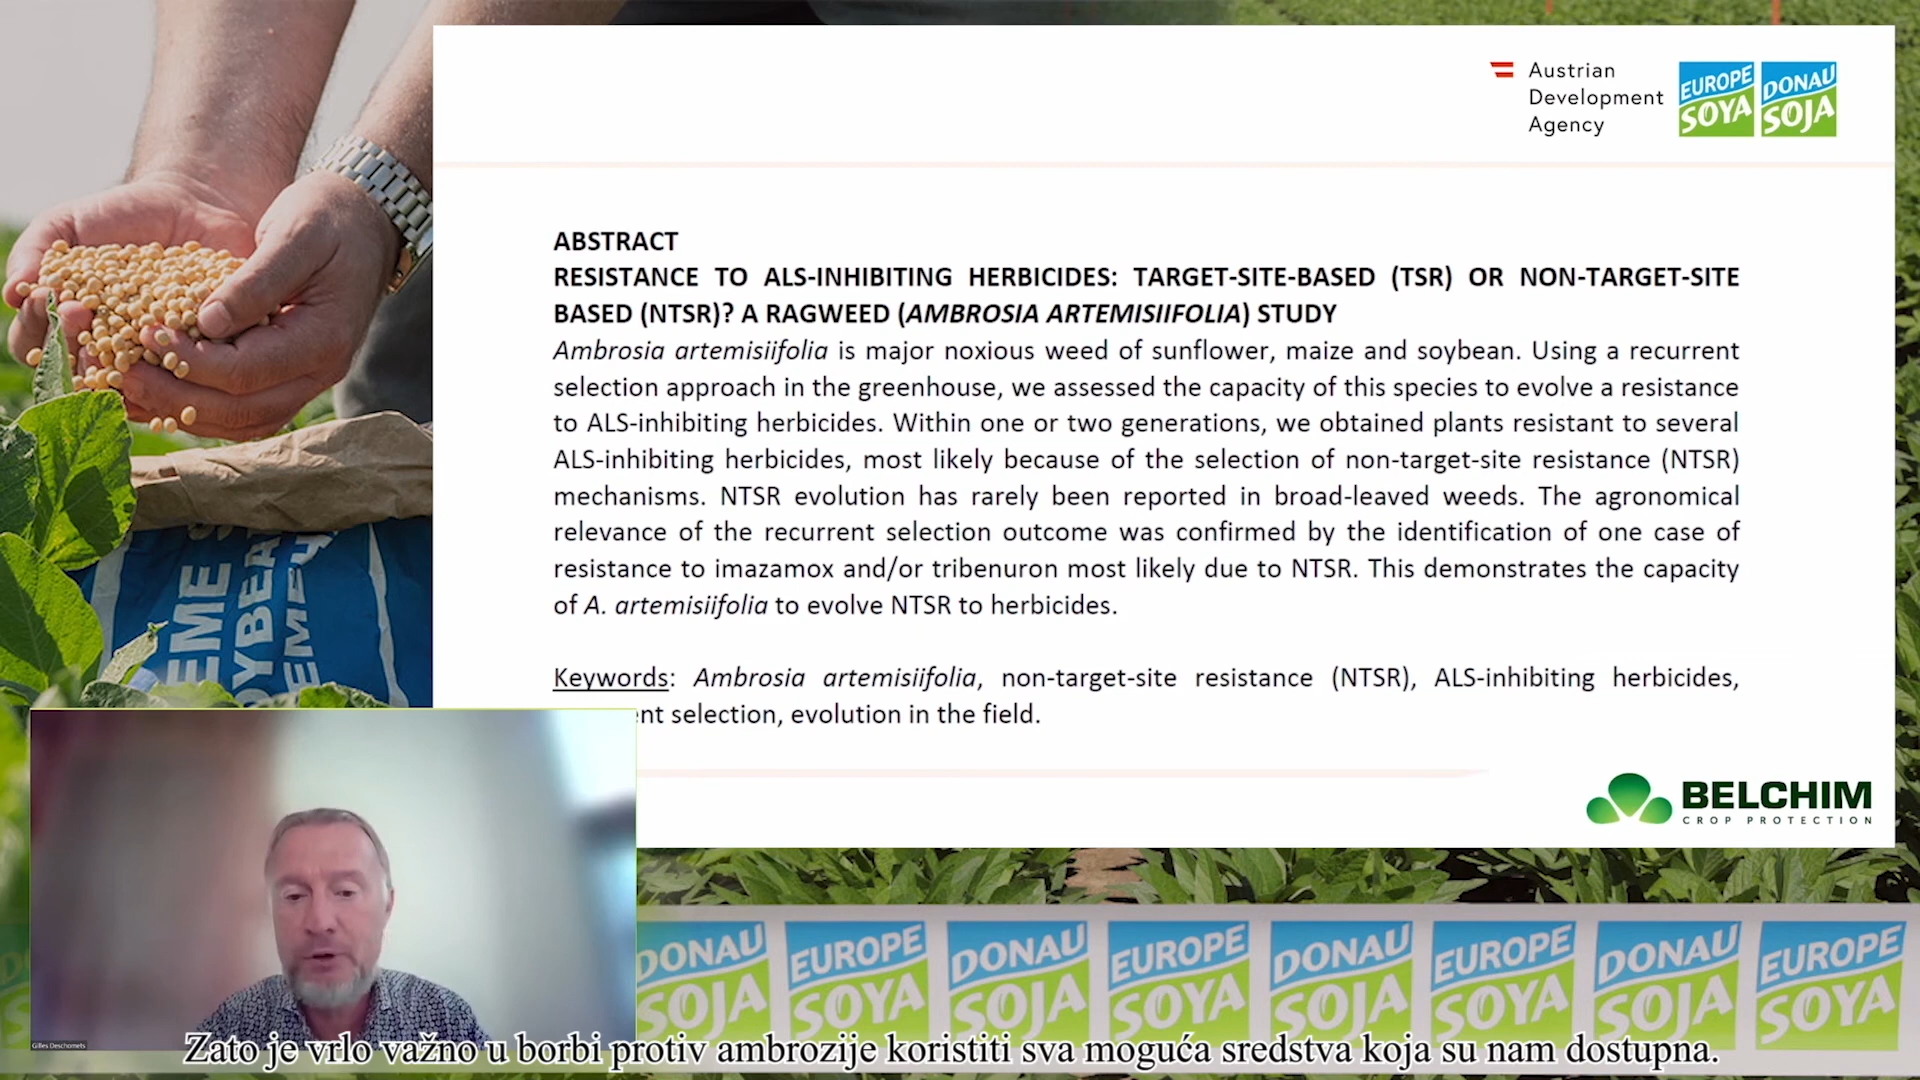 Austrian
Development
Agency
EUROPE
SOYA
DONAU
SOJA
ABSTRACT
RESISTANCE TO ALS-INHIBITING HERBICIDES: TARGET-SITE-BASED (TSR) OR NON-TARGET-SITE
BASED (NTSR)? A RAGWEED (AMBROSIA ARTEMISIIFOLIA) STUDY
Ambrosia artemisiifolia is major noxious weed of sunflower, maize and soybean. Using a recurrent
selection approach in the greenhouse, we assessed the capacity of this species to evolve a resistance
to ALS-inhibiting herbicides. Within one or two generations, we obtained plants resistant to several
ALS-inhibiting herbicides, most likely because of the selection of non-target-site resistance (NTSR)
mechanisms. NTSR evolution has rarely been reported in broad-leaved weeds. The agronomical
relevance of the recurrent selection outcome was confirmed by the identification of one case of
resistance to imazamox and/or tribenuron most likely due to NTSR. This demonstrates the capacity
of A. artemisiifolia to evolve NTSR to herbicides.
Keywords: Ambrosia artemisiifolia, non-target-site resistance (NTSR), ALS-inhibiting herbicides,
selection, evolution in the field.
BELCHIM
CROP PROTECTION
DONAU EUROPE DONAU EUROPE DONAU EUROPE DONAU EUROPE
SOJA SOYA SOJA SOYA SOJA SOYA SOJA SOYA
Gilles Deschomets
Zato je vrlo važno u borbi protiv ambrozije koristiti sva moguća sredstva koja su nam dostupna.